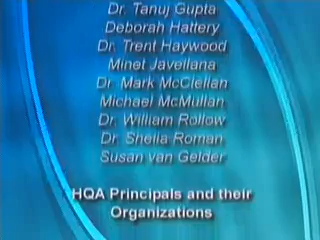 Dr. Tanuj Gupta
Deborah Hattery
Dr. Trent Haywood
Minet Javellana
Dr. Mark McClellan
Michael McMullan
Dr. William Rollow
Dr. Sheila Roman
Susan van Gelder
HQA Principals and their
Organizations